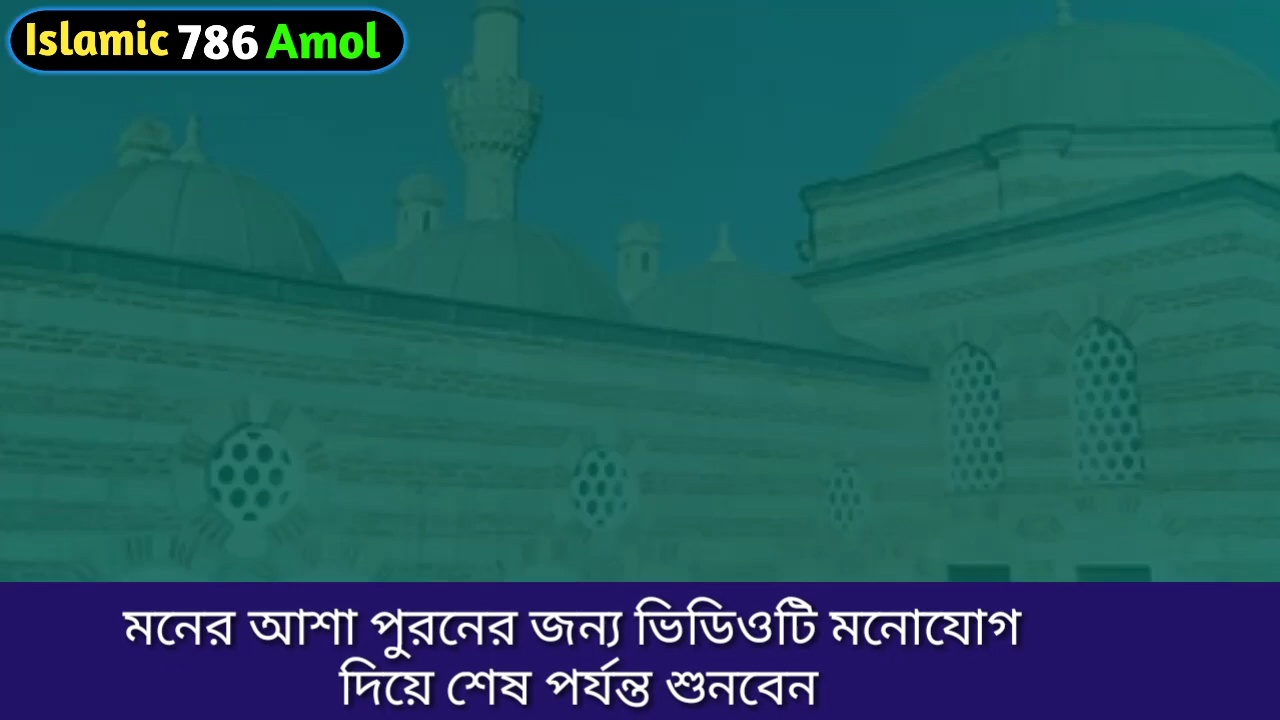 Islamic 786 Amol
মনের আশা পুরনের জন্য ভিডিওটি মনোযোগ
দিয়ে শেষ পর্যন্ত শুনবেন